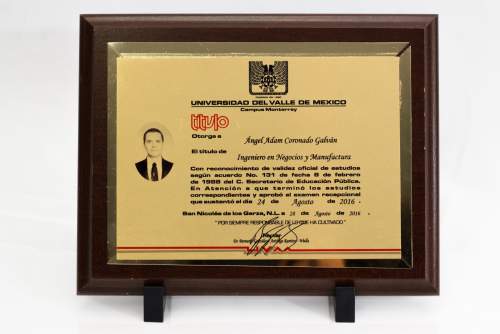 UNIVERSIDAD DEL VALLE DE MEXICO
Campus Monterrey
título
Otorga a
Ángel Adam Coronado Galván
El título de
Ingeniero en Negocios y Manufactura
Con reconocimiento de validez oficial de estudios
según acuerdo No. 131 de fecha 8 de febrero
de 1988 del C. Secretario de Educación Pública.
En Atención a que terminó los estudios
correspondientes y aprobó el examen recepcional
que sustentó el día 24 de Agosto de 2016
San Nicolás de los Garza, N.L. a 28 de Agosto de 2016
"POR SIEMPRE RESPONSABLE DE LO QUE HA CULTIVADO"